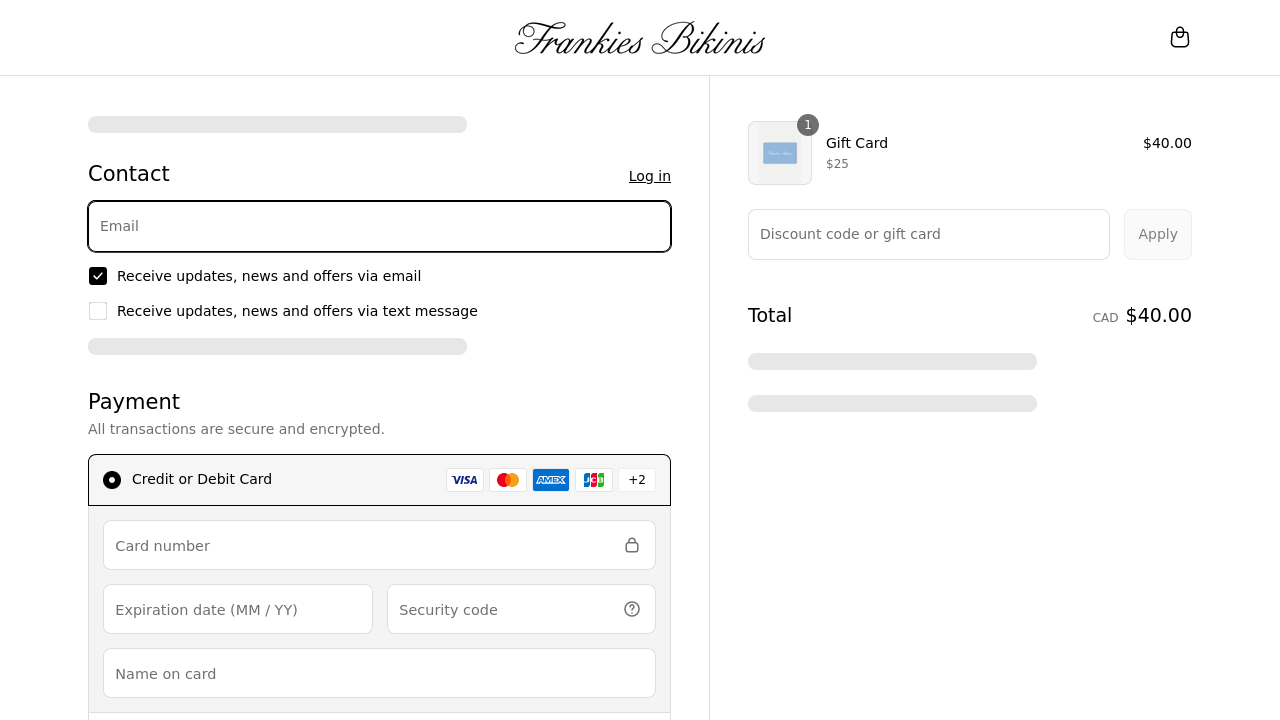 Frankies Bikinis
Contact
Log in
Email
Receive updates, news and offers via email
Receive updates, news and offers via text message
Payment
All transactions are secure and encrypted.
Credit or Debit Card
VISA
AMEX
JCB
+2
Card number
Expiration date (MM / YY)
Security code
Name on card
1
Gift Card
$40.00
$25
Discount code or gift card
Apply
Total
CAD $40.00